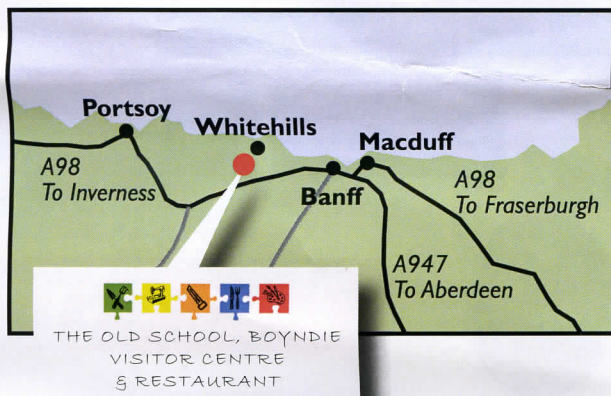 Portsoy
Whitehills
Macduff
A98
To Inverness
Banff
A98
To Fraserburgh
A947
To Aberdeen
THE OLD SCHOOL, BOYNDIE
VISITOR CENTRE
& RESTAURANT